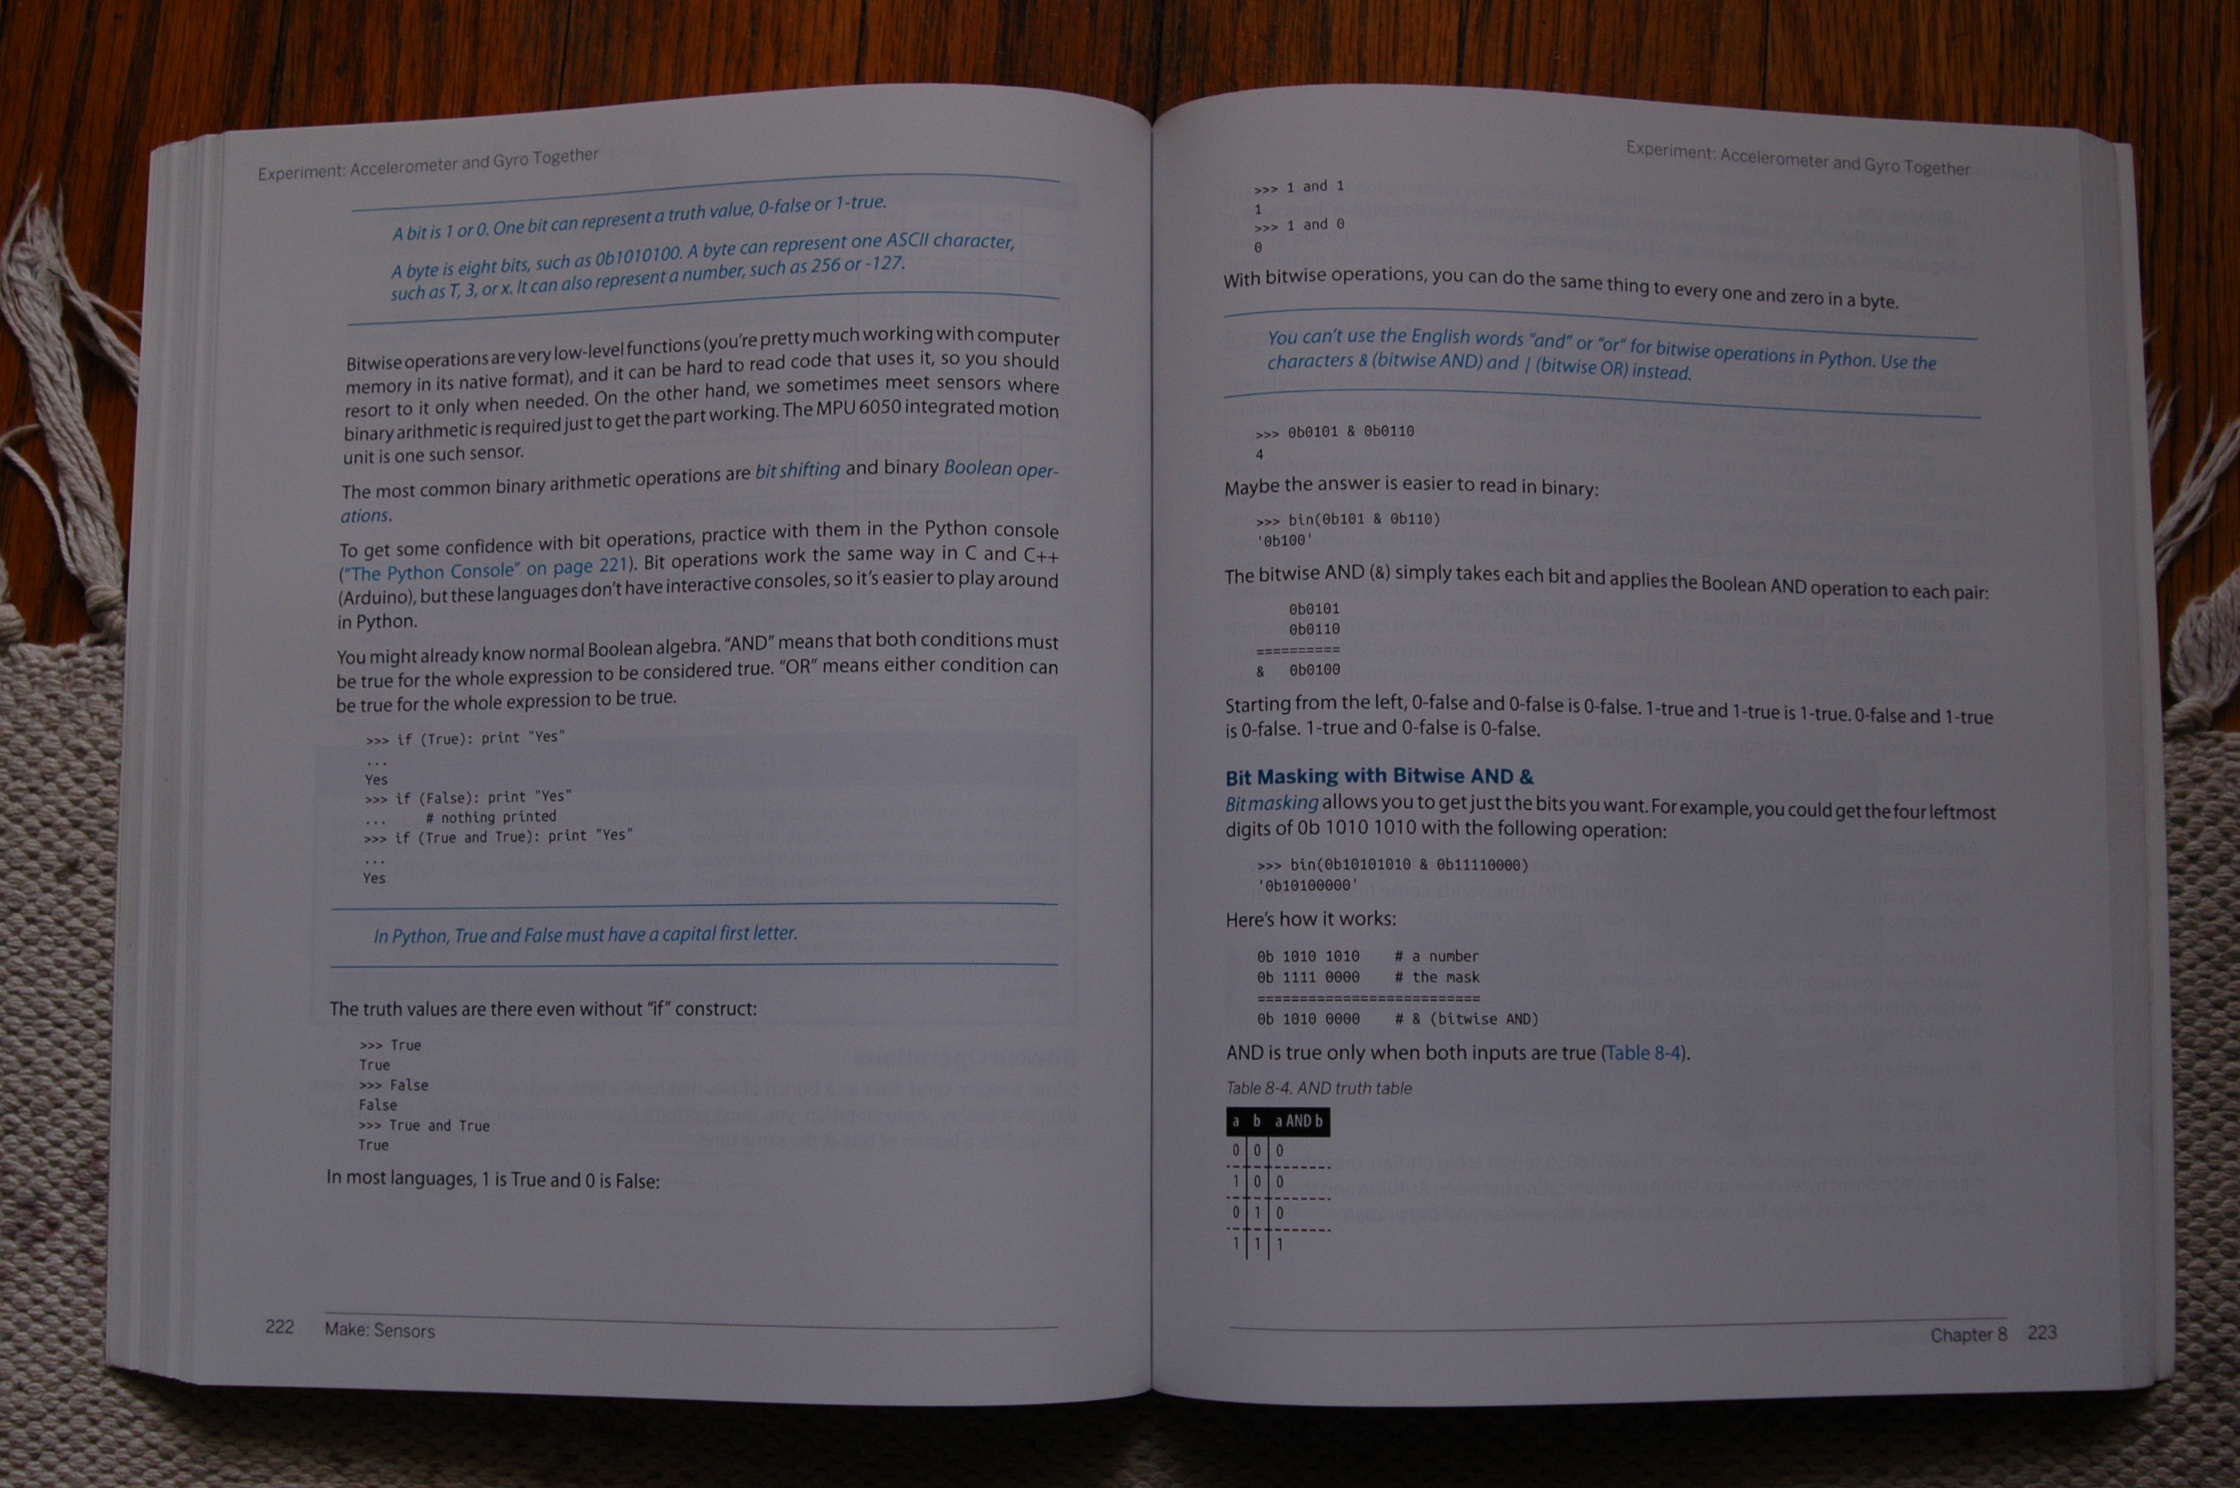 Experiment: Accelerometer and Gyro Together
A bit is 1 or 0. One bit can represent a truth value, 0-false or 1-true.
A byte is eight bits, such as 0b1010100. A byte can represent one ASCII character,
such as T, 3, or x. It can also represent a number, such as 256 or -127.
Bitwise operations are very low-level functions (you're pretty much working with computer
memory in its native format), and it can be hard to read code that uses it, so you should
resort to it only when needed. On the other hand, we sometimes meet sensors where
binary arithmetic is required just to get the part working. The MPU 6050 integrated motion
unit is one such sensor.
The most common binary arithmetic operations are bit shifting and binary Boolean oper-
ations.
To get some confidence with bit operations, practice with them in the Python console
("The Python Console" on page 221). Bit operations work the same way in C and C++
(Arduino), but these languages don't have interactive consoles, so it's easier to play around
in Python.
You might already know normal Boolean algebra. "AND" means that both conditions must
be true for the whole expression to be considered true. "OR" means either condition can
be true for the whole expression to be true.
>>> if (True): print "Yes"
...
Yes
>>> if (False): print "Yes"
... # nothing printed
>>> if (True and True): print "Yes"
...
Yes
In Python, True and False must have a capital first letter.
The truth values are there even without "if" construct:
>>> True
True
>>> False
False
>>> True and True
True
In most languages, 1 is True and 0 is False:
222 Make: Sensors
Experiment: Accelerometer and Gyro Together
>>> 1 and 1
1
>>> 1 and 0
0
With bitwise operations, you can do the same thing to every one and zero in a byte.
You can't use the English words "and" or "or" for bitwise operations in Python. Use the
characters & (bitwise AND) and | (bitwise OR) instead.
>>> 0b0101 & 0b0110
4
Maybe the answer is easier to read in binary:
>>> bin(0b101 & 0b110)
'0b100'
The bitwise AND (&) simply takes each bit and applies the Boolean AND operation to each pair:
0b0101
0b0110
=========
& 0b0100
Starting from the left, 0-false and 0-false is 0-false. 1-true and 1-true is 1-true. 0-false and 1-true
is 0-false. 1-true and 0-false is 0-false.
Bit Masking with Bitwise AND &
Bit masking allows you to get just the bits you want. For example, you could get the four leftmost
digits of 0b 1010 1010 with the following operation:
>>> bin(0b10101010 & 0b11110000)
'0b10100000'
Here's how it works:
0b 1010 1010 # a number
0b 1111 0000 # the mask
========================
0b 1010 0000 # & (bitwise AND)
AND is true only when both inputs are true (Table 8-4).
Table 8-4. AND truth table
a b a AND b
0 0 0
1 0 0
0 1 0
1 1 1
Chapter 8 223